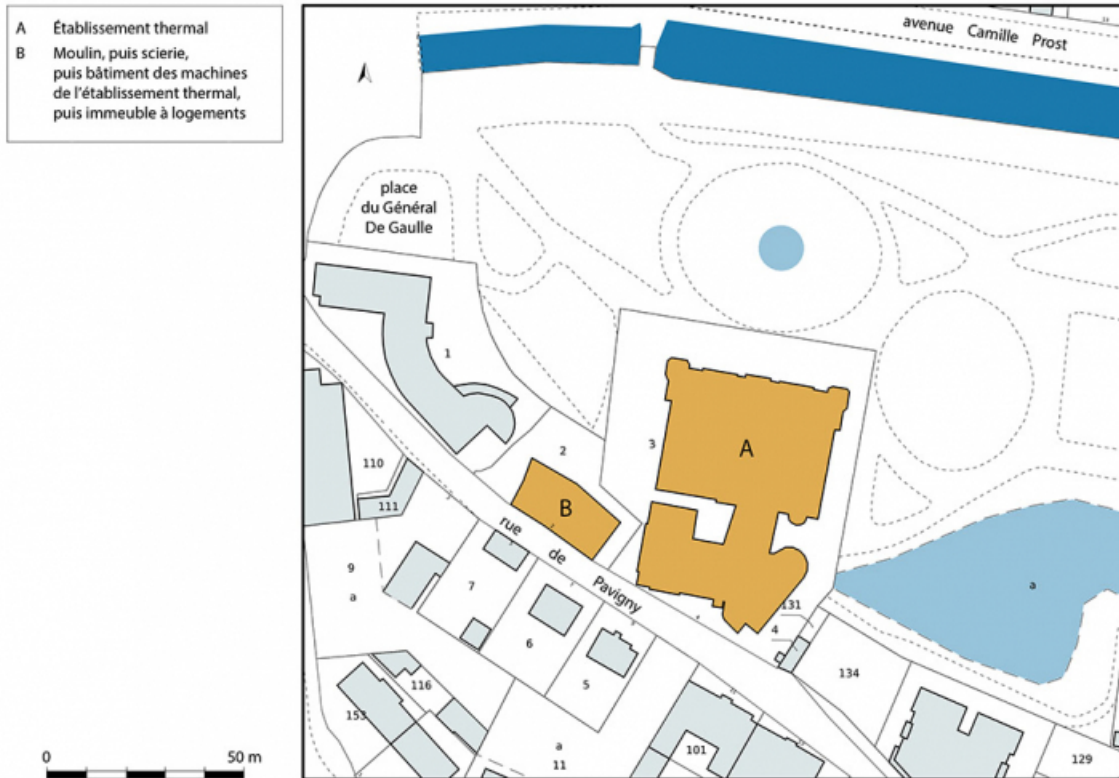 A Établissement thermal
B Moulin, puis scierie,
puis bâtiment des machines
de l'établissement thermal,
puis immeuble à logements
avenue Camille Prost
place
du Général
De Gaulle
1
A
3
2
110
B
111
rue de Pavigny
9
a
7
a
131
4
6
134
5
116
153
a
11
101
129
0 50 m